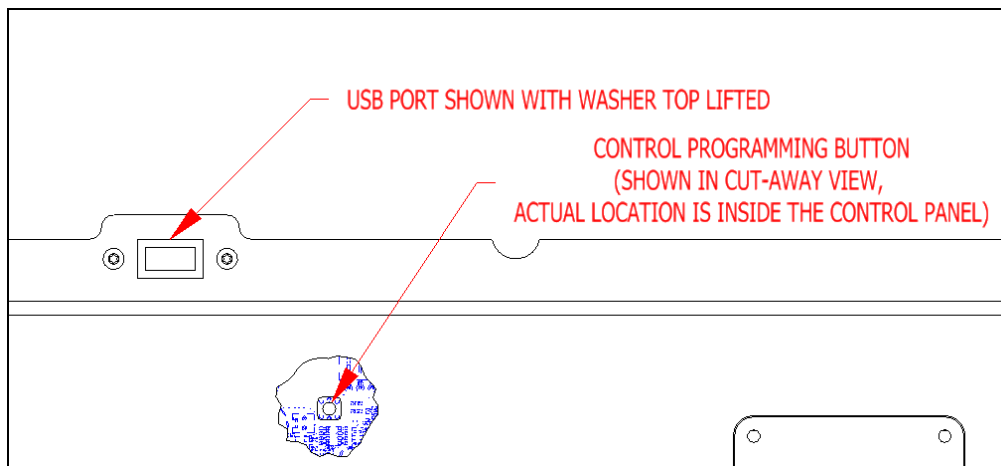 USB PORT SHOWN WITH WASHER TOP LIFTED
CONTROL PROGRAMMING BUTTON
(SHOWN IN CUT-AWAY VIEW,
ACTUAL LOCATION IS INSIDE THE CONTROL PANEL)